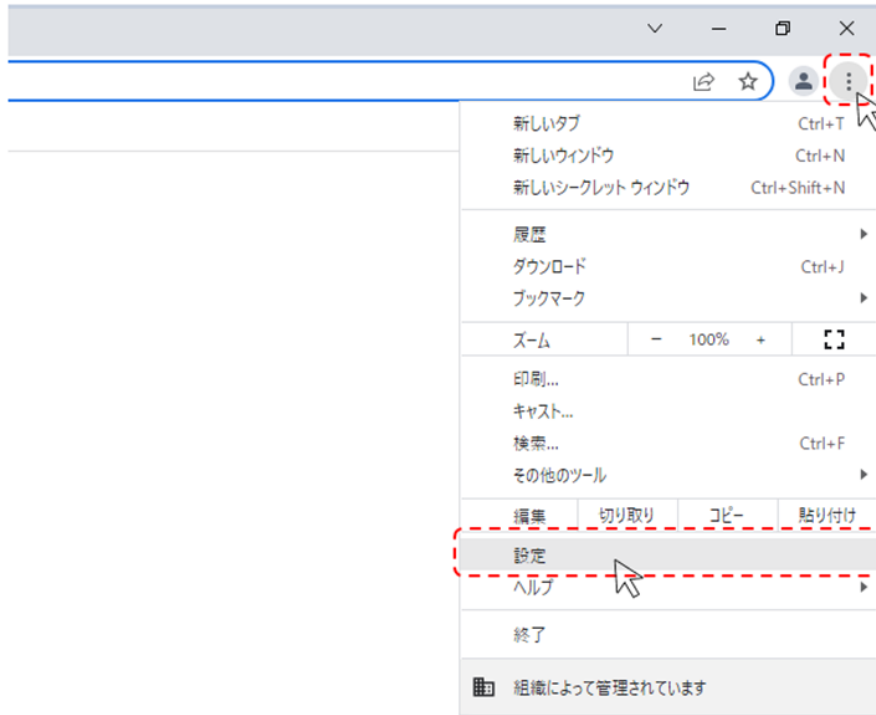 新しいタブ Ctrl+T
新しいウィンドウ Ctrl+N
新しいシークレット ウィンドウ Ctrl+Shift+N
履歴
ダウンロード Ctrl+J
ブックマーク
ズーム − 100% +
印刷... Ctrl+P
キャスト...
検索... Ctrl+F
その他のツール
編集 切り取り コピー 貼り付け
設定
ヘルプ
終了
組織によって管理されています